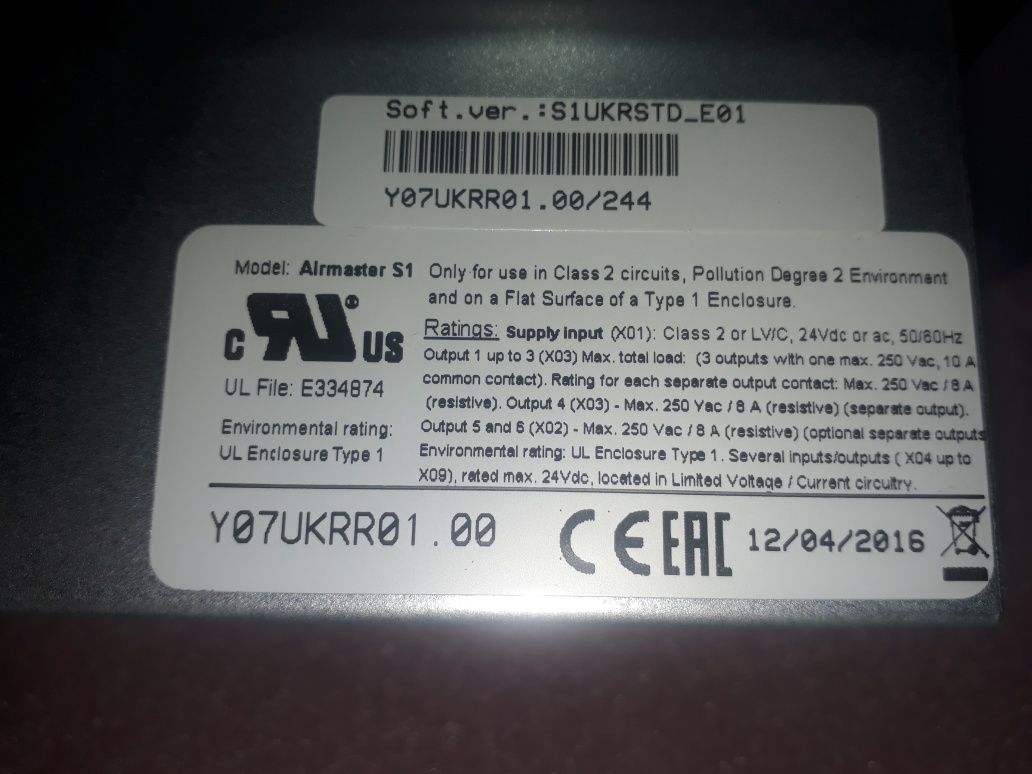 Soft.ver.:S1UKRSTD_E01
Y07UKRR01.00/244
Model: Airmaster S1
Only for use in Class 2 circuits, Pollution Degree 2 Environment
and on a Flat Surface of a Type 1 Enclosure.
C RU ® US
UL File: E334874
Environmental rating:
UL Enclosure Type 1
Ratings: Supply input (X01): Class 2 or LV/C, 24Vdc or ac, 50/60Hz
Output 1 up to 3 (X03) Max. total load: (3 outputs with one max. 250 Vac, 10 A
common contact). Rating for each separate output contact: Max. 250 Vac / 8 A
(resistive). Output 4 (X03) - Max. 250 Vac / 8 A (resistive) (separate output).
Output 5 and 6 (X02) - Max. 250 Vac / 8 A (resistive) (optional separate outputs
Environmental rating: UL Enclosure Type 1. Several inputs/outputs ( X04 up to
X09), rated max. 24Vdc, located in Limited Voltage / Current circuitry.
Y07UKRR01.00
CE EAC 12/04/2016